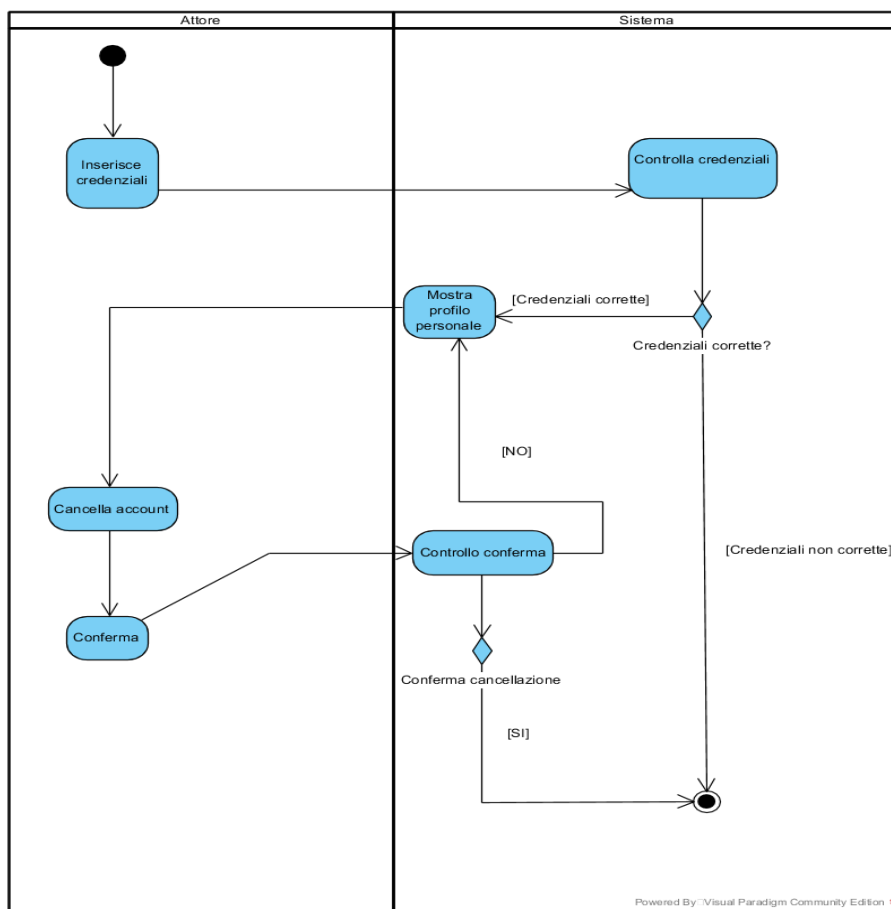 Attore
Sistema
Inserisce
credenziali
Controlla credenziali
Mostra
profilo
personale
[Credenziali corrette]
Credenziali corrette?
[NO]
Cancella account
Controllo conferma
[Credenziali non corrette]
Conferma
Conferma cancellazione
[SI]
Powered By Visual Paradigm Community Edition